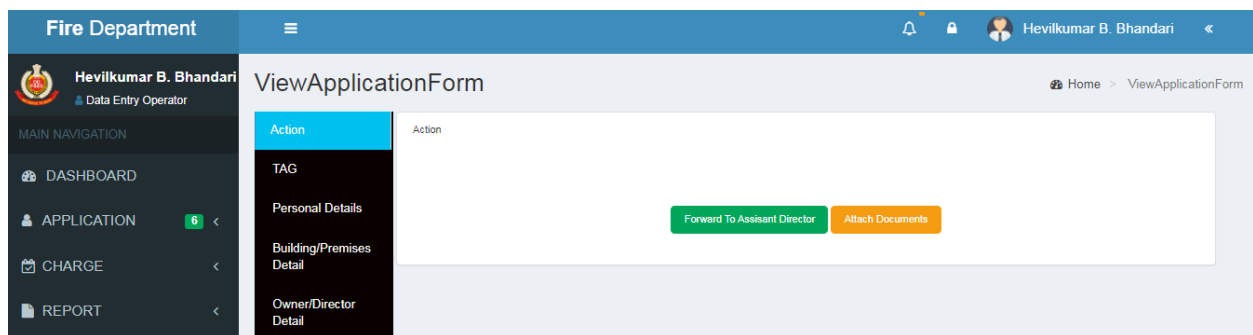 Fire Department
Hevilkumar B. Bhandari
Hevilkumar B. Bhandari
Data Entry Operator
ViewApplicationForm
Home > ViewApplicationForm
MAIN NAVIGATION
DASHBOARD
APPLICATION 6 <
CHARGE <
REPORT <
Action
TAG
Personal Details
Building/Premises
Detail
Owner/Director
Detail
Action
Forward To Assisant Director
Attach Documents